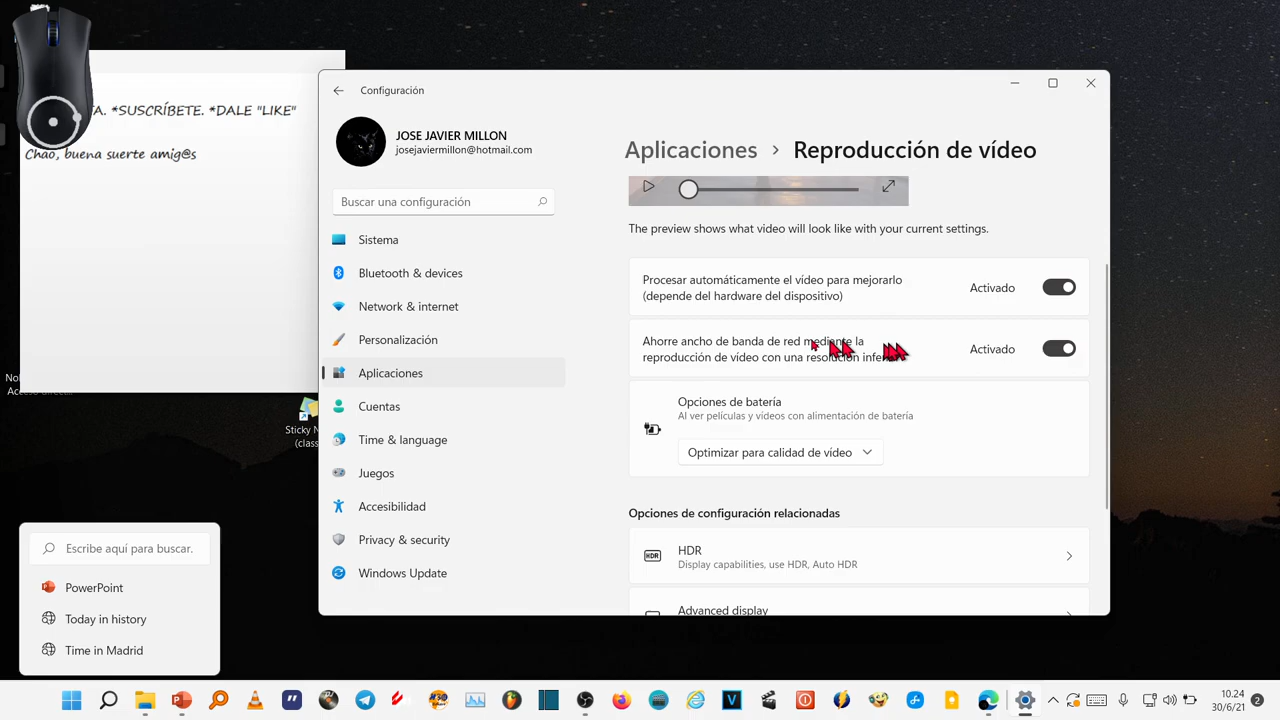 TA. *SUSCRÍBETE. *DALE "LIKE"
Chao, buena suerte amig@s
Acceso direct...
Sticky N
(class
Configuración
JOSE JAVIER MILLON
josejaviermillon@hotmail.com
Buscar una configuración
Sistema
Bluetooth & devices
Network & internet
Personalización
Aplicaciones
Cuentas
Time & language
Juegos
Accesibilidad
Privacy & security
Windows Update
Aplicaciones > Reproducción de vídeo
The preview shows what video will look like with your current settings.
Procesar automáticamente el vídeo para mejorarlo
(depende del hardware del dispositivo)
Activado
Ahorre ancho de banda de red mediante la
reproducción de vídeo con una resolución
Activado
Opciones de batería
Al ver películas y vídeos con alimentación de batería
Optimizar para calidad de vídeo
Opciones de configuración relacionadas
HDR
HDR
Display capabilities, use HDR, Auto HDR
Advanced display
Escribe aquí para buscar.
PowerPoint
Today in history
Time in Madrid
10.24
30/6/21
2